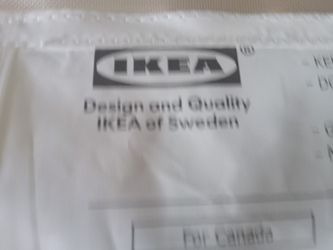 IKEA®
Design and Quality
IKEA of Sweden
For Canada